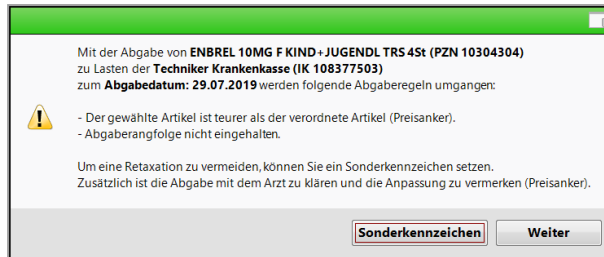 Mit der Abgabe von ENBREL 10MG F KIND+JUGENDL TRS 4St (PZN 10304304)
zu Lasten der Techniker Krankenkasse (IK 108377503)
zum Abgabedatum: 29.07.2019 werden folgende Abgaberegeln umgangen:
- Der gewählte Artikel ist teurer als der verordnete Artikel (Preisanker).
- Abgaberangfolge nicht eingehalten.
Um eine Retaxation zu vermeiden, können Sie ein Sonderkennzeichen setzen.
Zusätzlich ist die Abgabe mit dem Arzt zu klären und die Anpassung zu vermerken (Preisanker).
Sonderkennzeichen Weiter